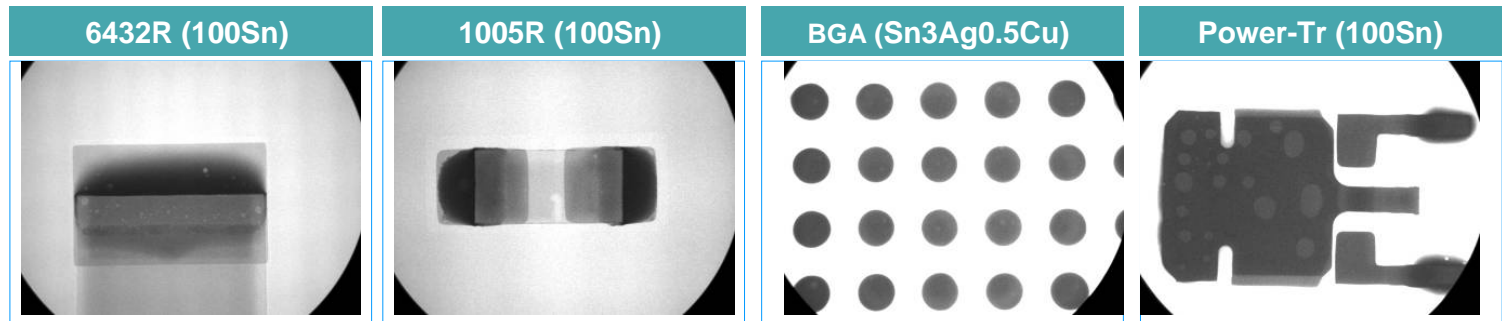 6432R (100Sn)
1005R (100Sn)
BGA (Sn3Ag0.5Cu)
Power-Tr (100Sn)